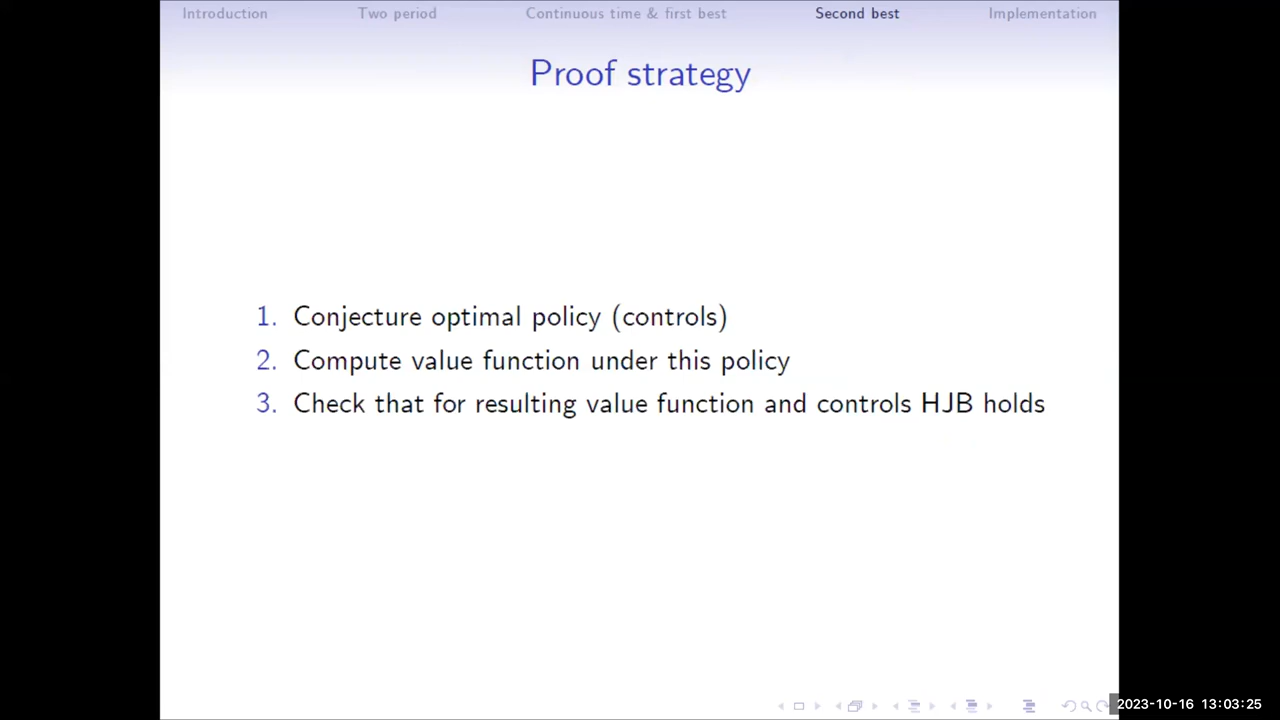 Introduction Two period Continuous time & first best Second best Implementation
Proof strategy
1. Conjecture optimal policy (controls)
2. Compute value function under this policy
3. Check that for resulting value function and controls HJB holds
2023-10-16 13:03:25